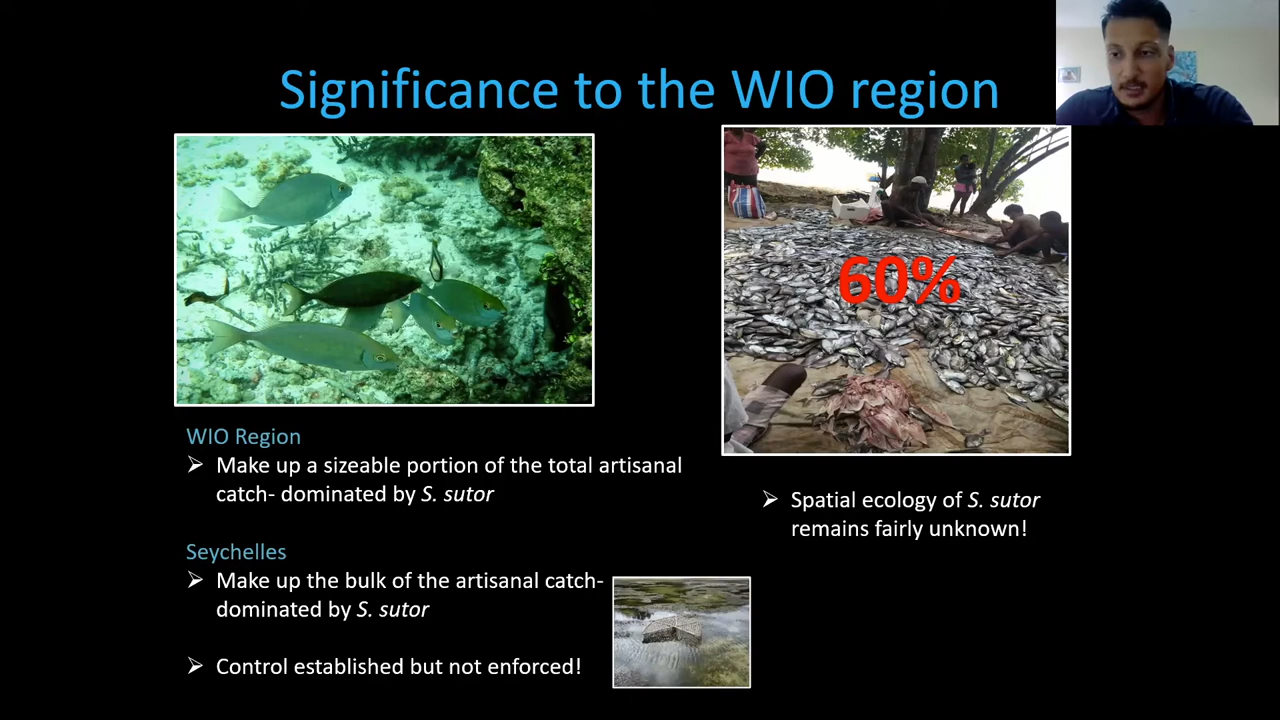 Significance to the WIO region
60%
WIO Region
➢ Make up a sizeable portion of the total artisanal
catch- dominated by S. sutor
Seychelles
➢ Make up the bulk of the artisanal catch-
dominated by S. sutor
➢ Control established but not enforced!
➢ Spatial ecology of S. sutor
remains fairly unknown!